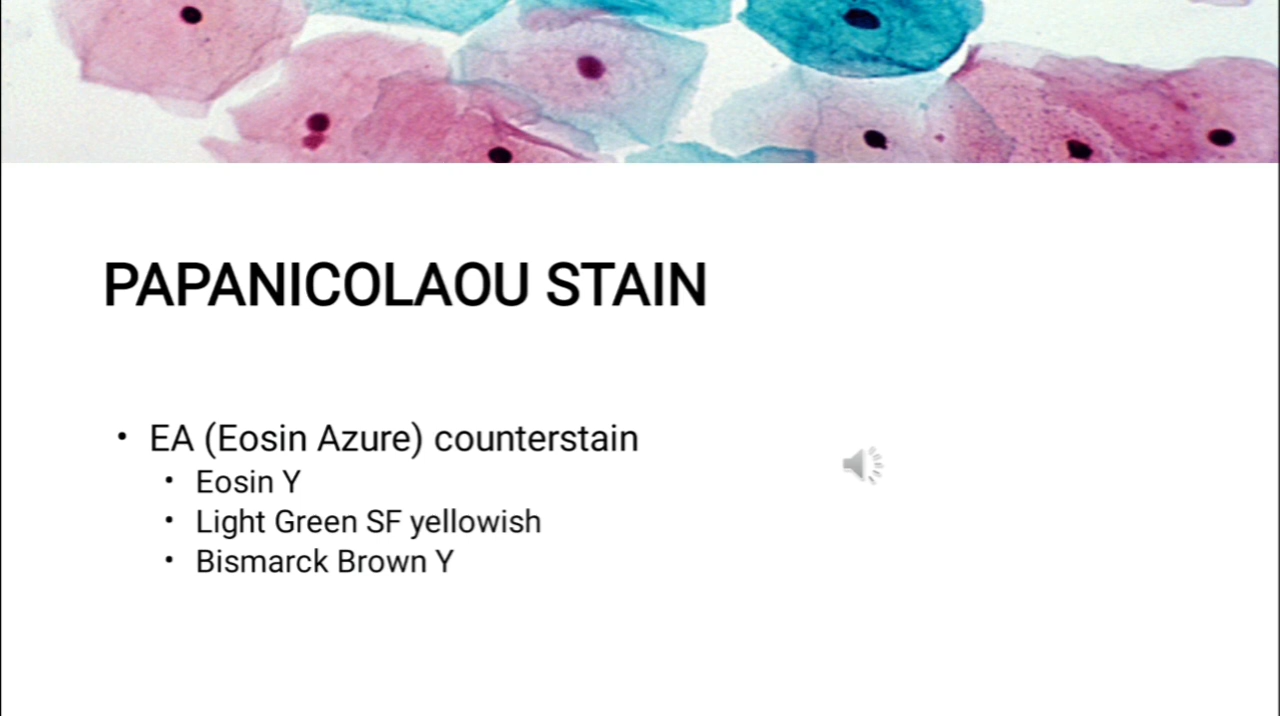 PAPANICOLAOU STAIN
• EA (Eosin Azure) counterstain
• Eosin Y
• Light Green SF yellowish
• Bismarck Brown Y